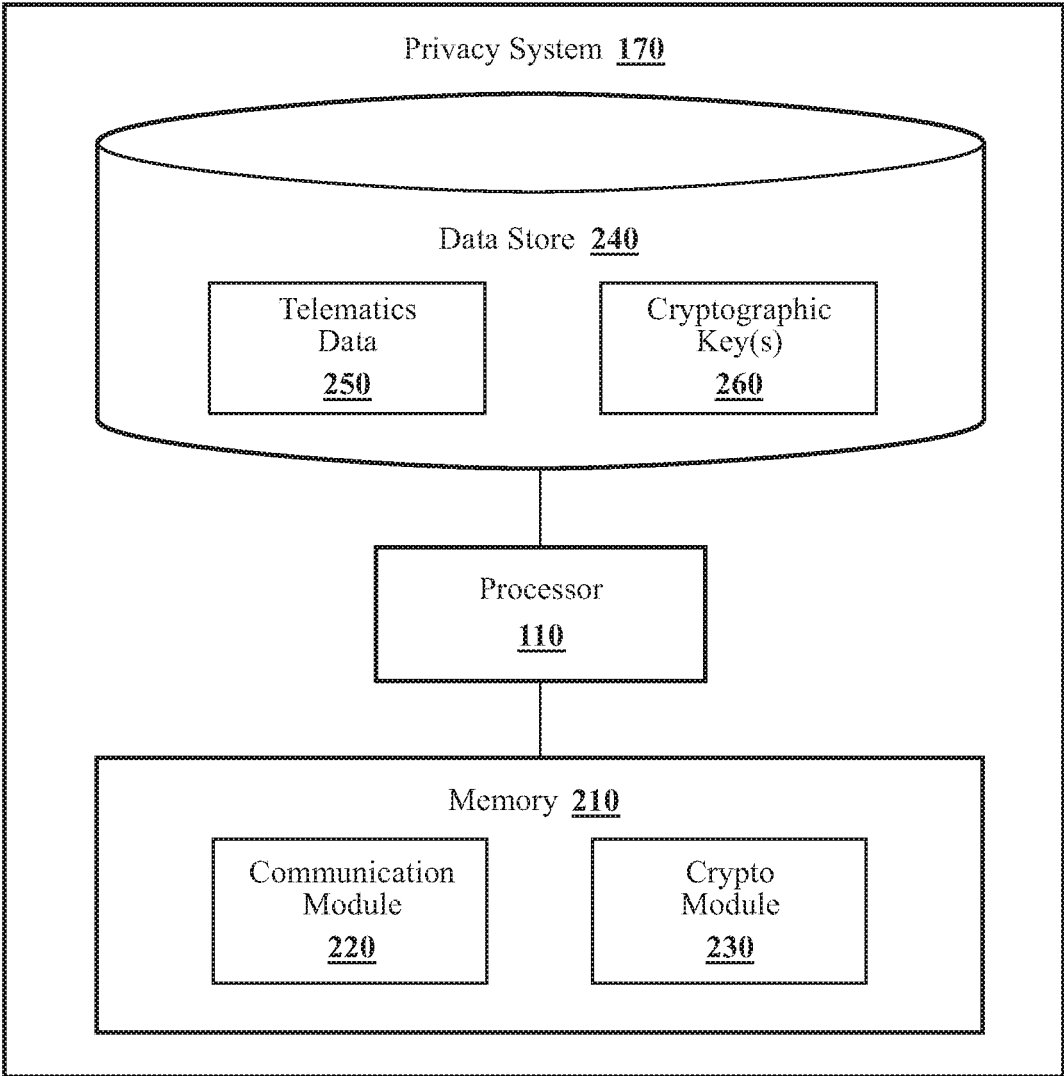 Privacy System 170
Data Store 240
Telematics
Data
250
Cryptographic
Key(s)
260
Processor
110
Memory 210
Communication
Module
220
Crypto
Module
230